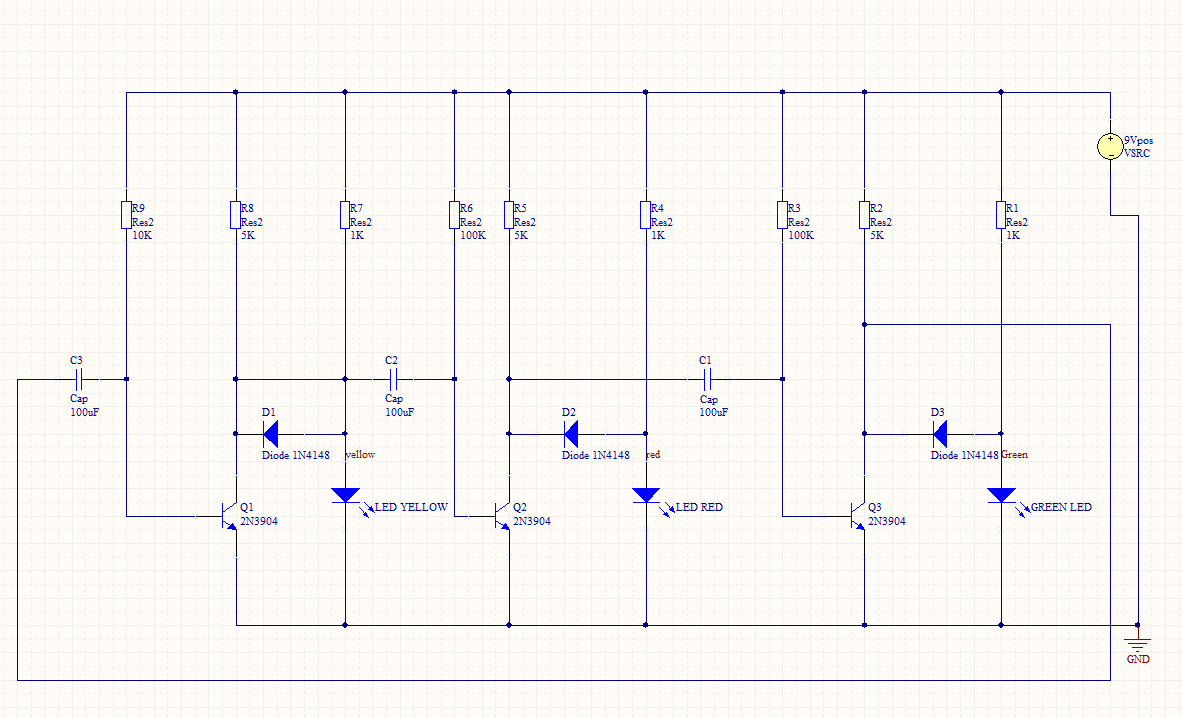 9Vpos
VSRC
R9
Res2
10K
R8
Res2
5K
R7
Res2
1K
R6
Res2
100K
R5
Res2
5K
R4
Res2
1K
R3
Res2
100K
R2
Res2
5K
R1
Res2
1K
C3
Cap
100uF
C2
Cap
100uF
C1
Cap
100uF
D1
Diode 1N4148
yellow
D2
Diode 1N4148
red
D3
Diode 1N4148
Green
Q1
2N3904
LED YELLOW
Q2
2N3904
LED RED
Q3
2N3904
GREEN LED
GND